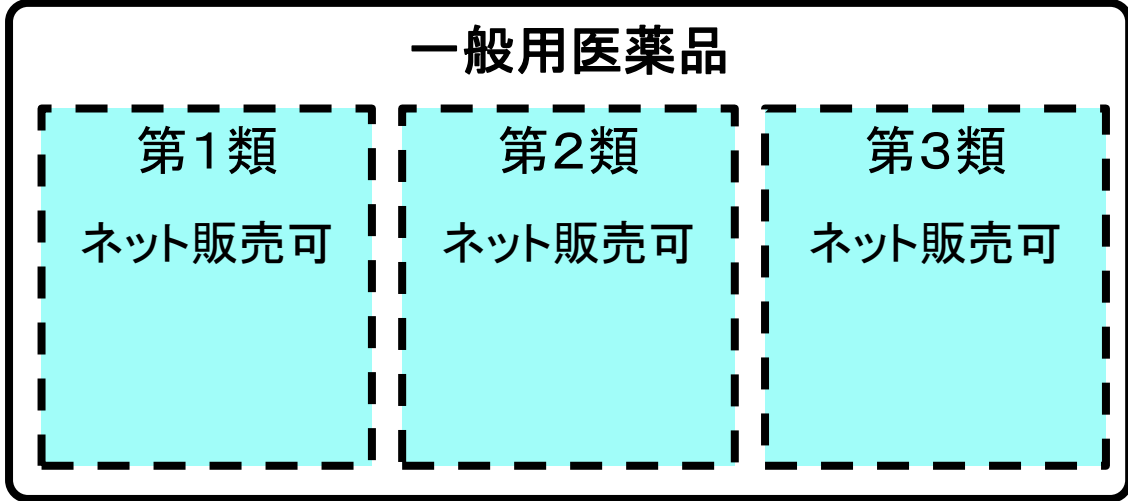 一般用医薬品
第１類
ネット販売可
第２類
ネット販売可
第３類
ネット販売可